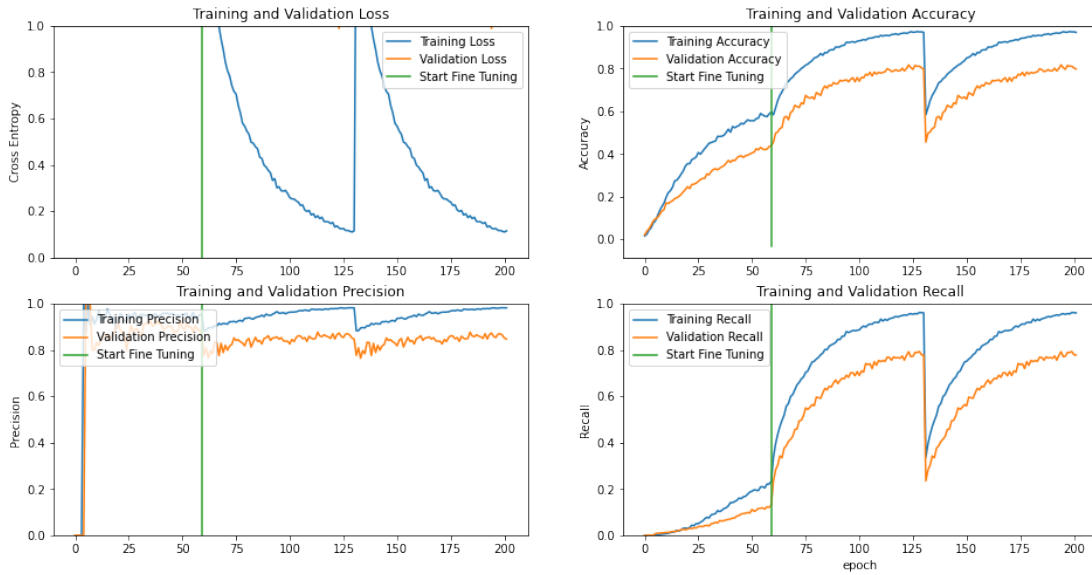 Training and Validation Loss
1.0
0.8
0.6
0.4
0.2
0.0
Cross Entropy
Training Loss
Validation Loss
Start Fine Tuning
0 25 50 75 100 125 150 175 200
Training and Validation Accuracy
1.0
0.8
0.6
0.4
0.2
0.0
Accuracy
Training Accuracy
Validation Accuracy
Start Fine Tuning
0 25 50 75 100 125 150 175 200
Training and Validation Precision
1.0
0.8
0.6
0.4
0.2
0.0
Precision
Training Precision
Validation Precision
Start Fine Tuning
0 25 50 75 100 125 150 175 200
Training and Validation Recall
1.0
0.8
0.6
0.4
0.2
0.0
Recall
Training Recall
Validation Recall
Start Fine Tuning
0 25 50 75 100 125 150 175 200
epoch